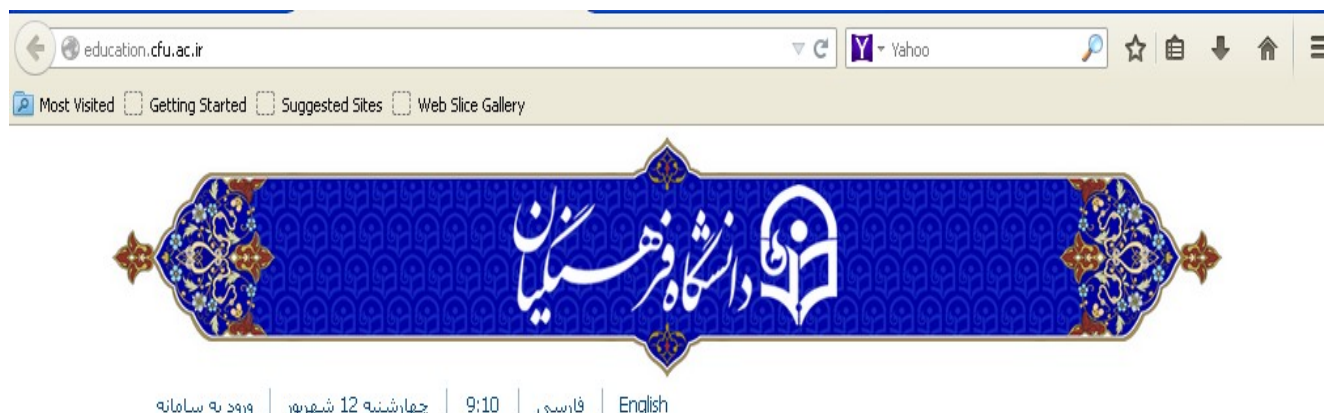 education.cfu.ac.ir Yahoo
Most Visited Getting Started Suggested Sites Web Slice Gallery
دانشگاه فرهنگیان
English فارسی 9:10 چهارشنبه 12 شهریور ورود به سامانه